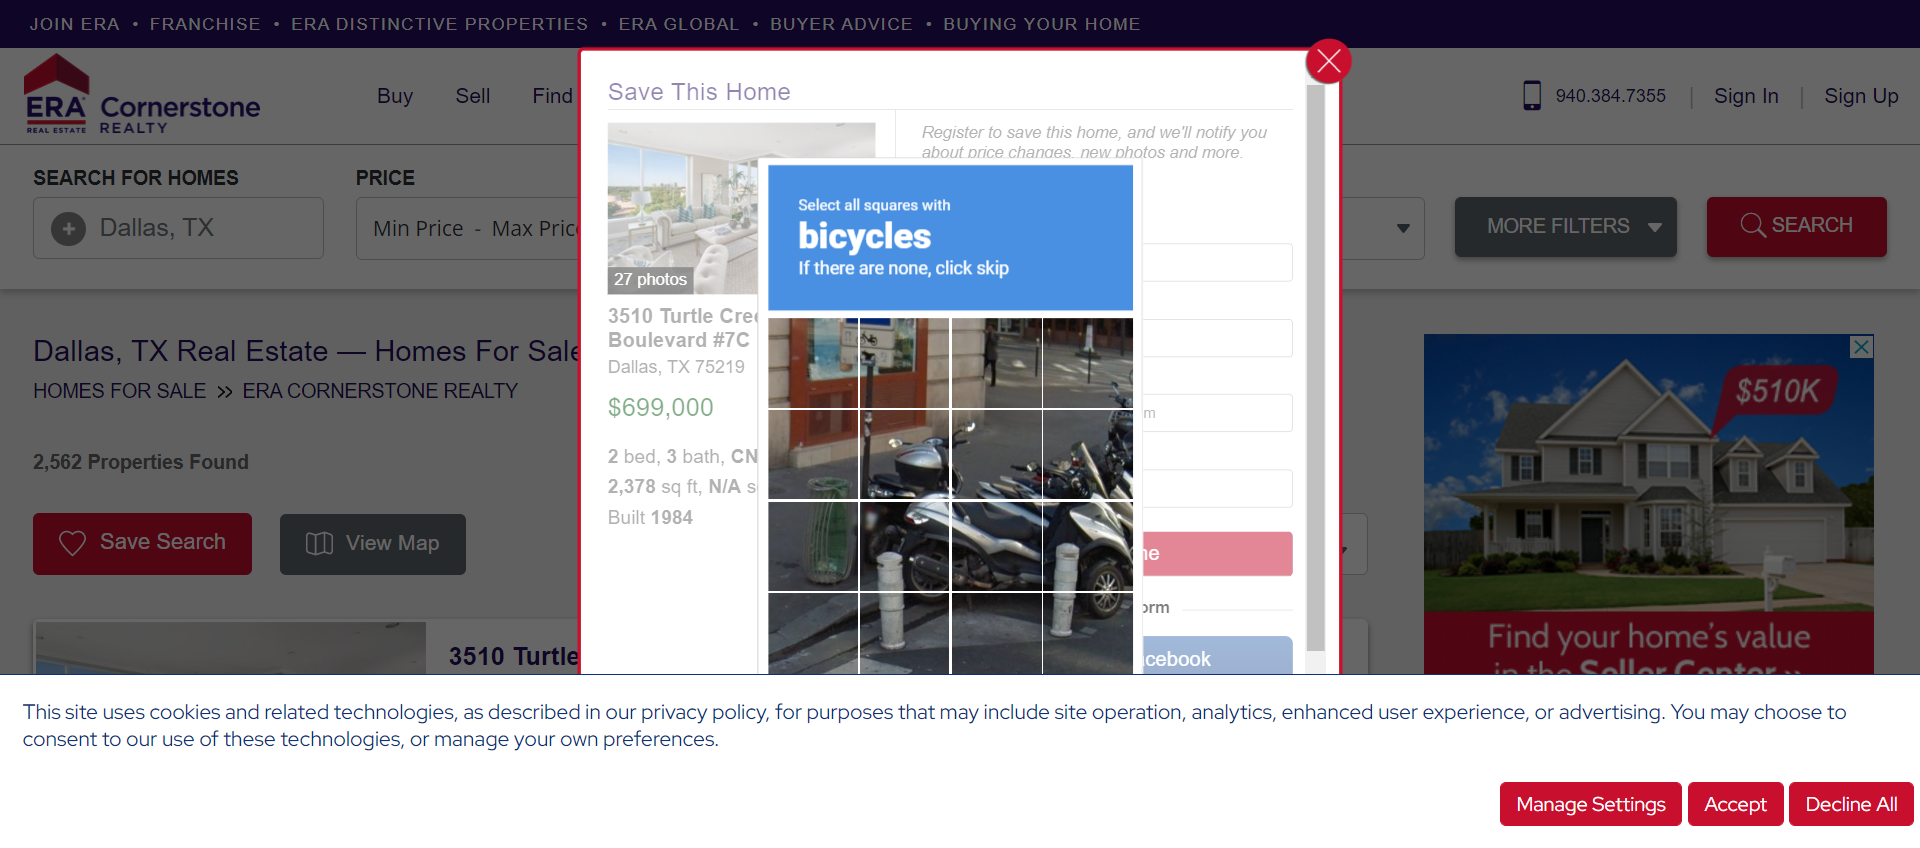 JOIN ERA • FRANCHISE • ERA DISTINCTIVE PROPERTIES • ERA GLOBAL • BUYER ADVICE • BUYING YOUR HOME
ERA
REAL ESTATE
Cornerstone
REALTY
Buy Sell Find
940.384.7355 | Sign In | Sign Up
SEARCH FOR HOMES
Dallas, TX
PRICE
Min Price - Max Pric
MORE FILTERS
SEARCH
Save This Home
27 photos
3510 Turtle Cree
Boulevard #7C
Dallas, TX 75219
$699,000
2 bed, 3 bath, CN
2,378 sq ft, N/A s
Built 1984
Register to save this home, and we'll notify you
about price changes, new photos and more.
Select all squares with
bicycles
If there are none, click skip
m
ne
orm
cebook
Dallas, TX Real Estate — Homes For Sale
HOMES FOR SALE » ERA CORNERSTONE REALTY
2,562 Properties Found
Save Search
View Map
3510 Turtle
$510K
Find your home's value
in the Seller Center »
This site uses cookies and related technologies, as described in our privacy policy, for purposes that may include site operation, analytics, enhanced user experience, or advertising. You may choose to
consent to our use of these technologies, or manage your own preferences.
Manage Settings
Accept
Decline All